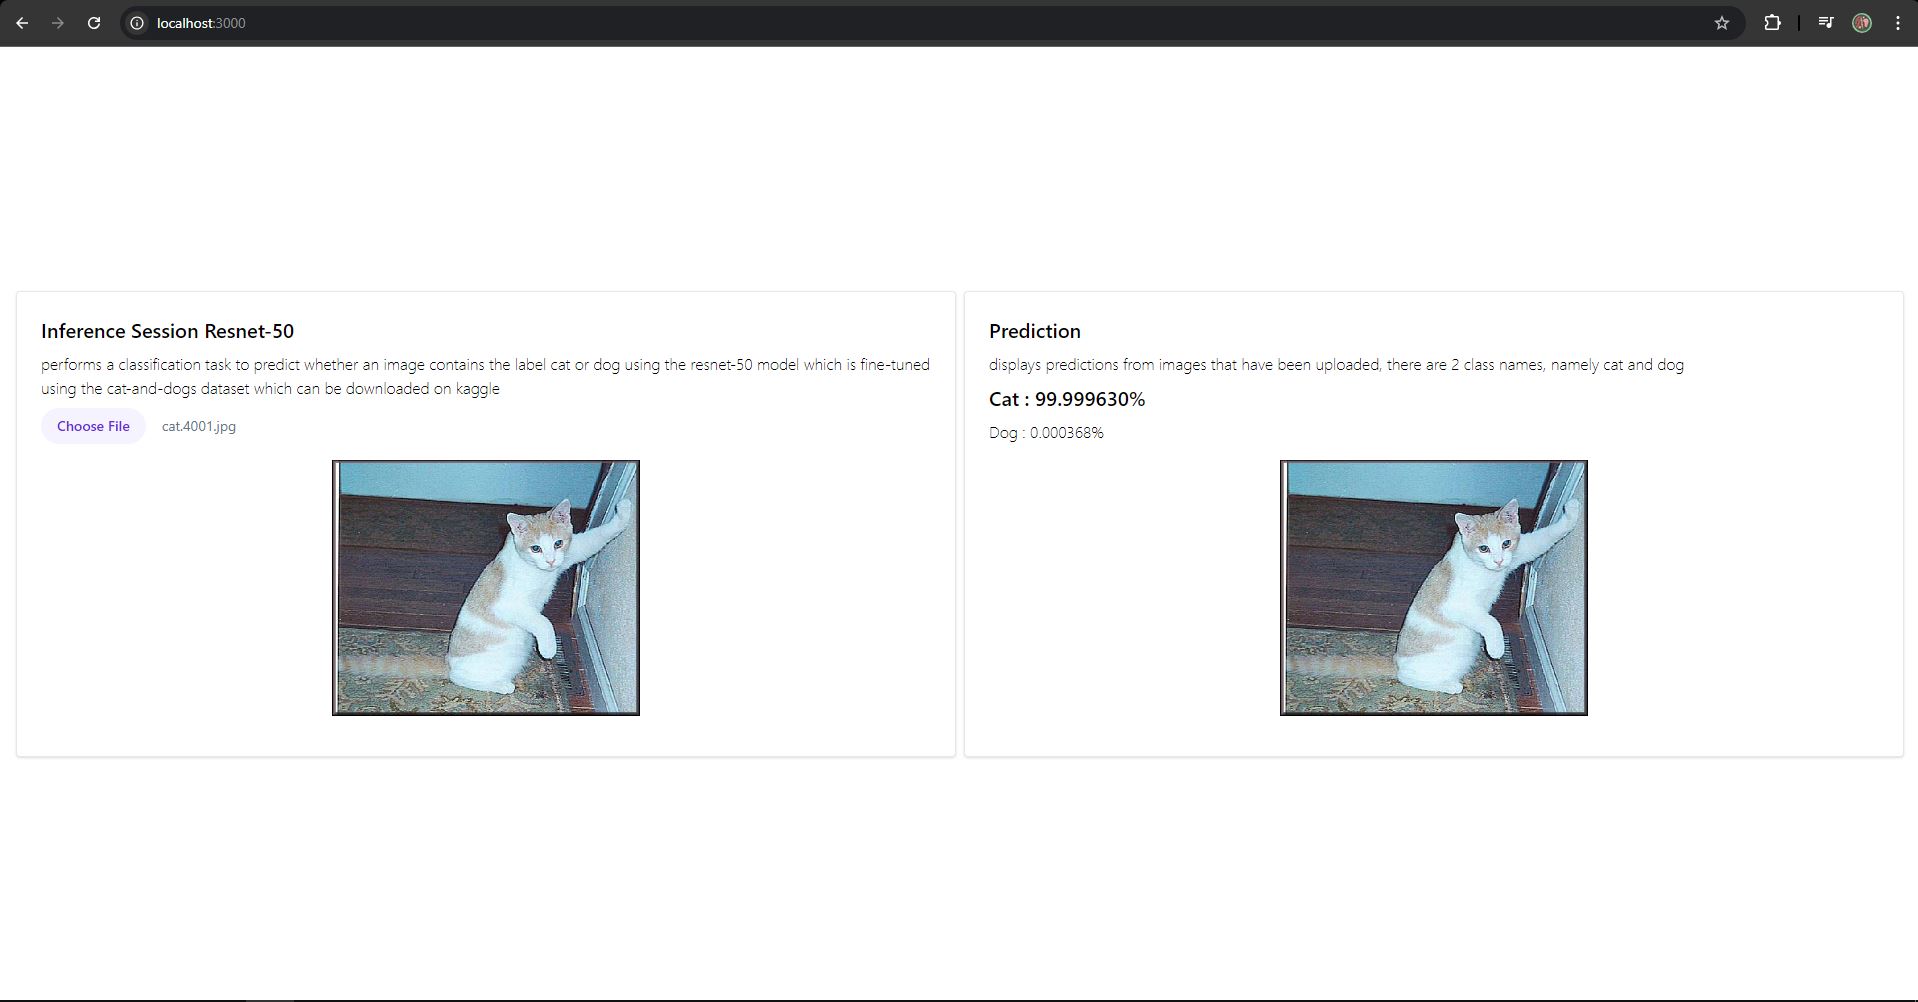 localhost:3000
Inference Session Resnet-50
performs a classification task to predict whether an image contains the label cat or dog using the resnet-50 model which is fine-tuned
using the cat-and-dogs dataset which can be downloaded on kaggle
Choose File cat.4001.jpg
Prediction
displays predictions from images that have been uploaded, there are 2 class names, namely cat and dog
Cat : 99.999630%
Dog : 0.000368%